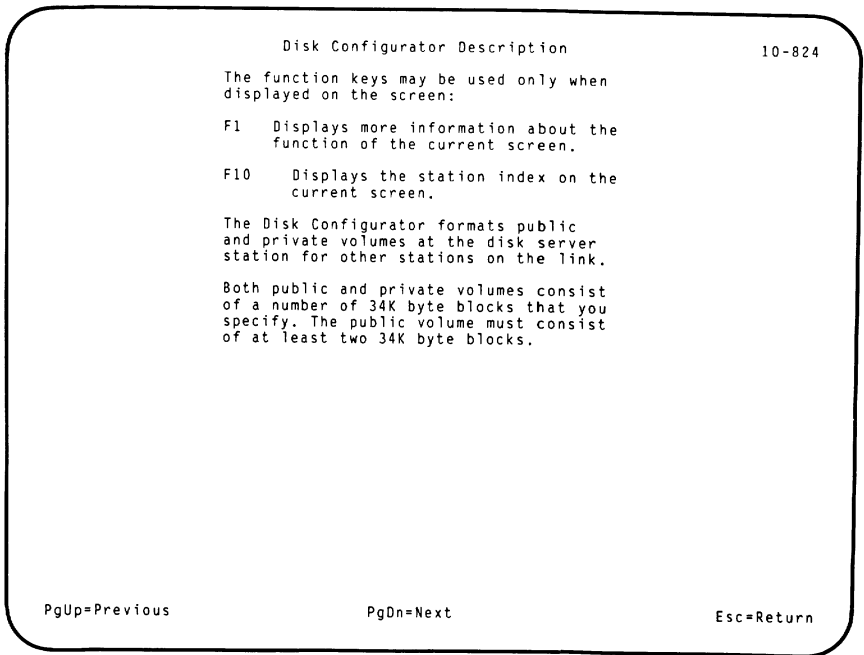 Disk Configurator Description 10-824
The function keys may be used only when
displayed on the screen:
F1 Displays more information about the
function of the current screen.
F10 Displays the station index on the
current screen.
The Disk Configurator formats public
and private volumes at the disk server
station for other stations on the link.
Both public and private volumes consist
of a number of 34K byte blocks that you
specify. The public volume must consist
of at least two 34K byte blocks.
PgUp=Previous PgDn=Next Esc=Return